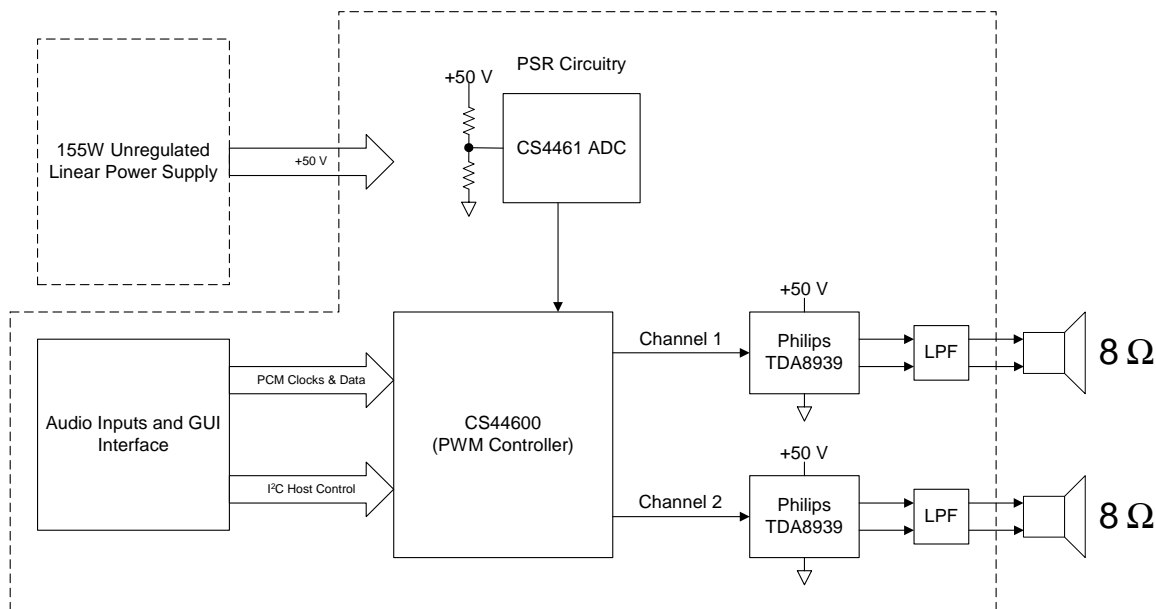 PSR Circuitry
+50 V
CS4461 ADC
155W Unregulated
Linear Power Supply
+50 V
Audio Inputs and GUI
Interface
PCM Clocks & Data
I²C Host Control
CS44600
(PWM Controller)
Channel 1
+50 V
Philips
TDA8939
LPF
8 Ω
Channel 2
+50 V
Philips
TDA8939
LPF
8 Ω